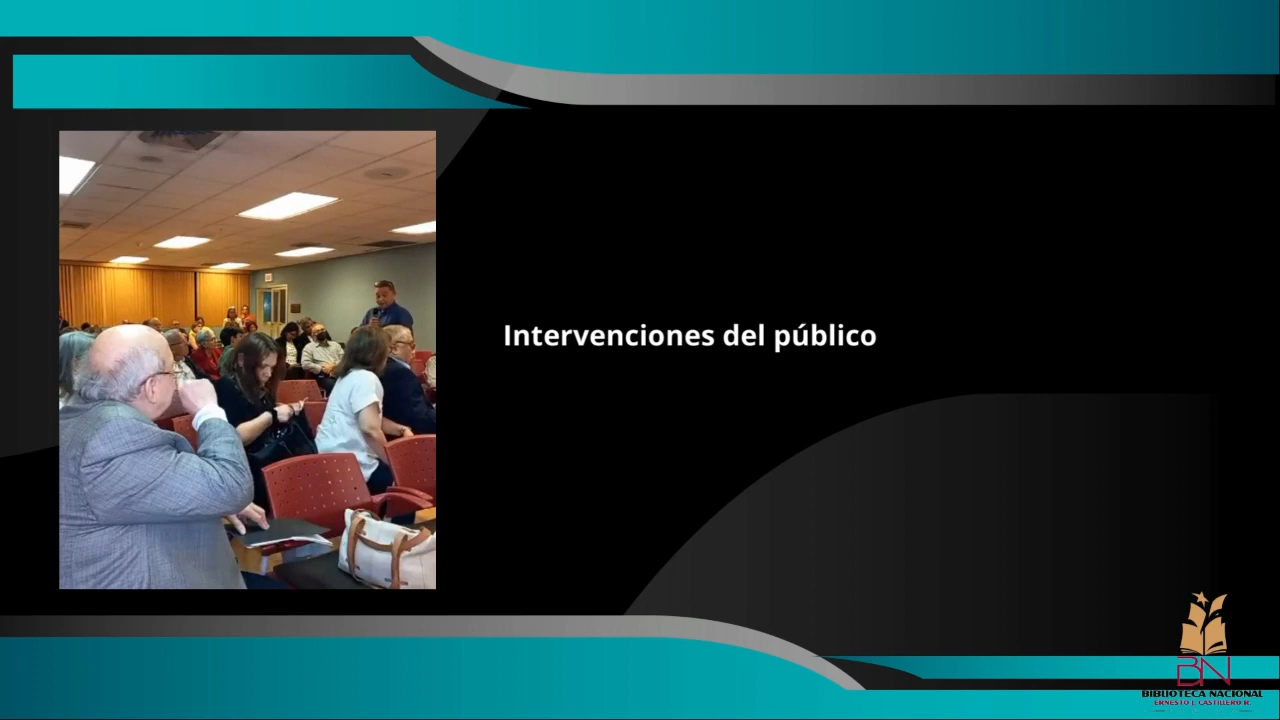 Intervenciones del público
BN
BIBLIOTECA NACIONAL
ERNESTO J. CASTILLERO R.